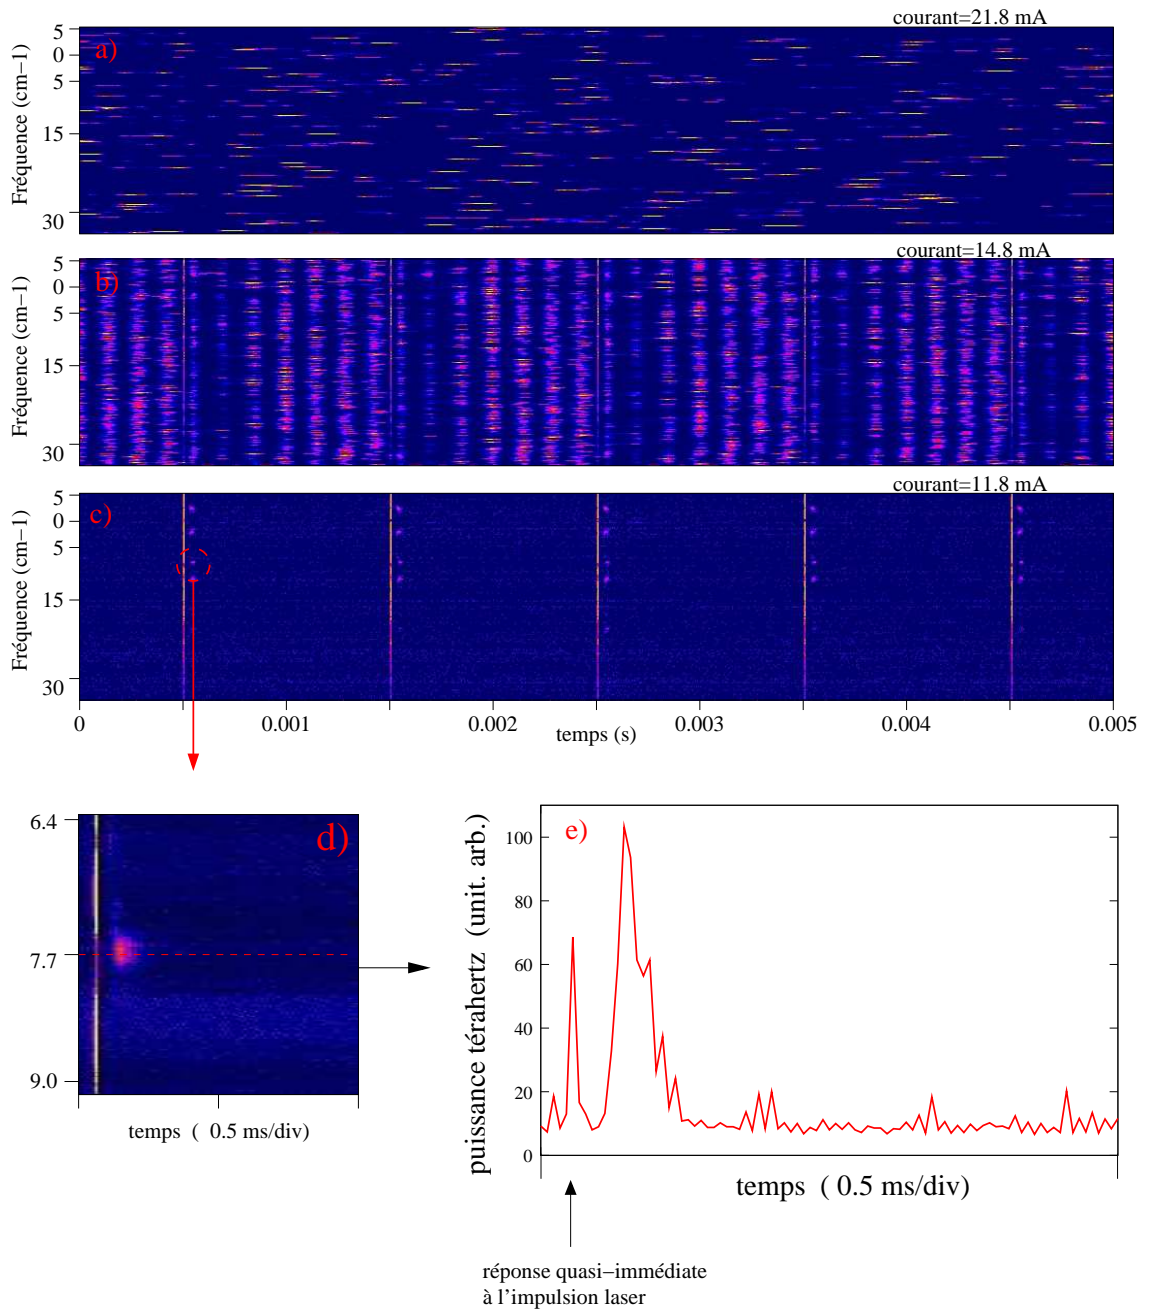 courant=21.8 mA
a)
Fréquence (cm−1)
5
0
5
15
30
courant=14.8 mA
b)
Fréquence (cm−1)
5
0
5
15
30
courant=11.8 mA
c)
Fréquence (cm−1)
5
0
5
15
30
0
0.001
0.002
0.003
0.004
0.005
temps (s)
d)
6.4
7.7
9.0
temps ( 0.5 ms/div)
e)
puissance térahertz (unit. arb.)
100
80
60
40
20
0
temps ( 0.5 ms/div)
réponse quasi−immédiate
à l'impulsion laser